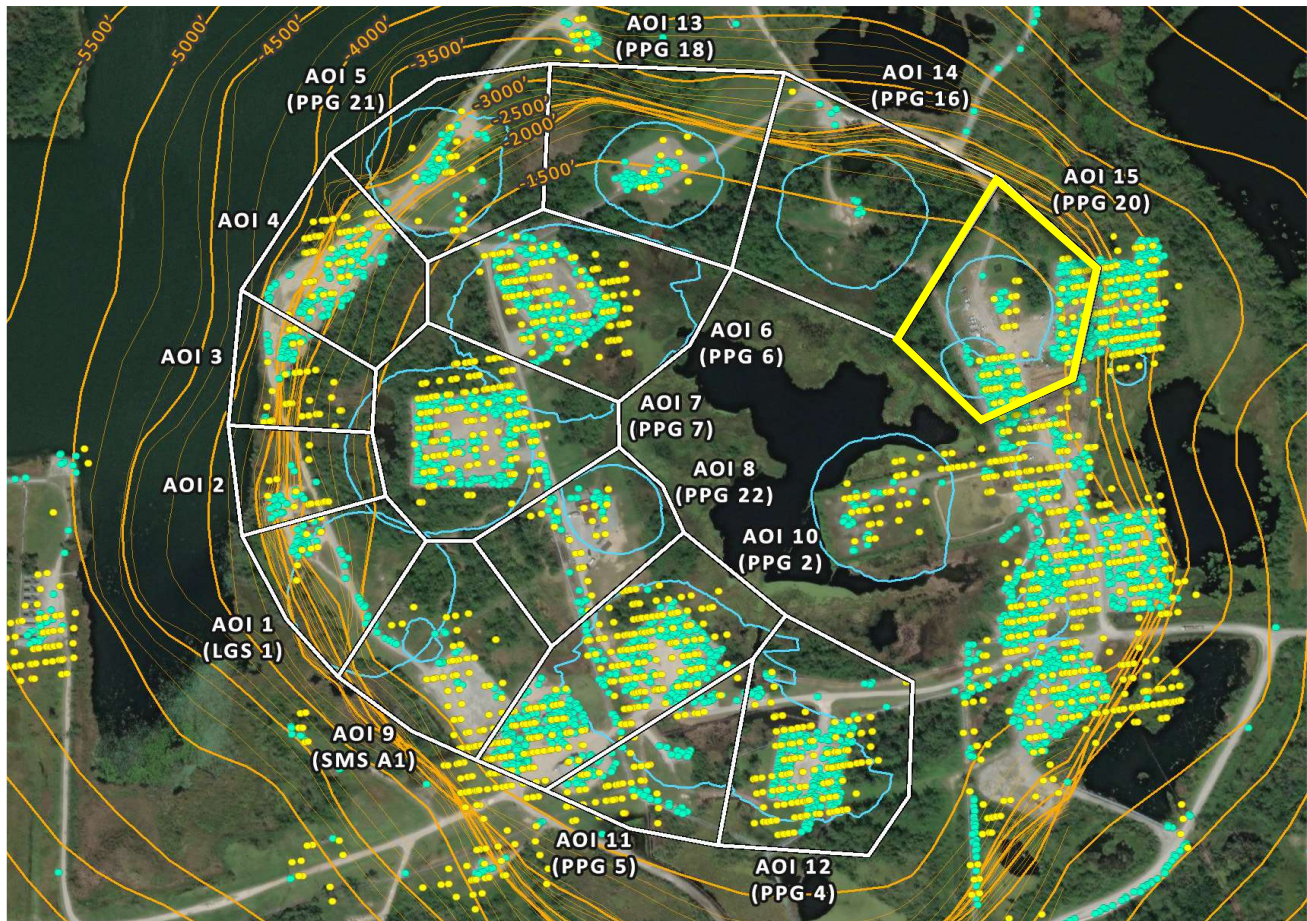 -5500'
-5000'
-4500'
-4000'
-3500'
-3000'
-2500'
-2000'
-1500'
AOI 13
(PPG 18)
AOI 5
(PPG 21)
AOI 14
(PPG 16)
AOI 15
(PPG 20)
AOI 4
AOI 3
AOI 6
(PPG 6)
AOI 7
(PPG 7)
AOI 2
AOI 8
(PPG 22)
AOI 10
(PPG 2)
AOI 1
(LGS 1)
AOI 9
(SMS A1)
AOI 11
(PPG 5)
AOI 12
(PPG 4)